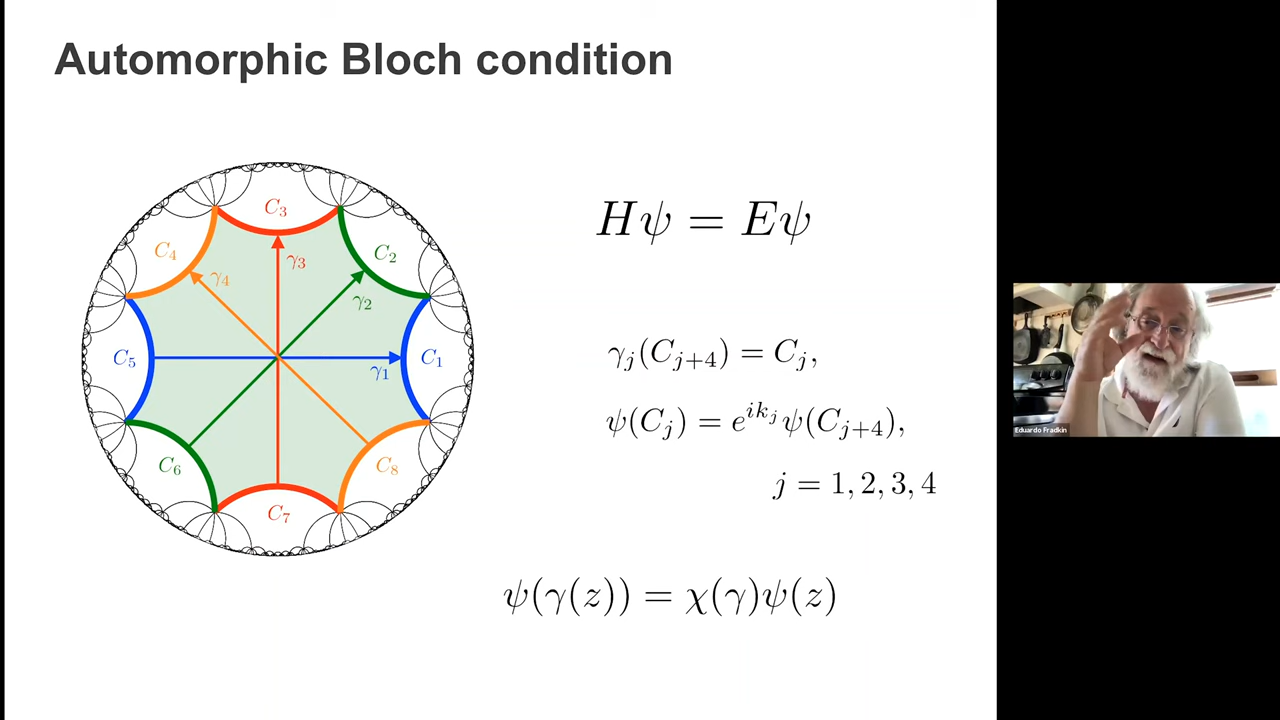 Automorphic Bloch condition
C₃
C₄
C₂
γ₃
γ₄
γ₂
C₅
γ₁
C₁
C₆
C₈
C₇
Hψ = Eψ
γⱼ(Cⱼ₊₄) = Cⱼ,
ψ(Cⱼ) = e^{ikⱼ}ψ(Cⱼ₊₄),
j = 1, 2, 3, 4
ψ(γ(z)) = χ(γ)ψ(z)
Eduardo Fradkin